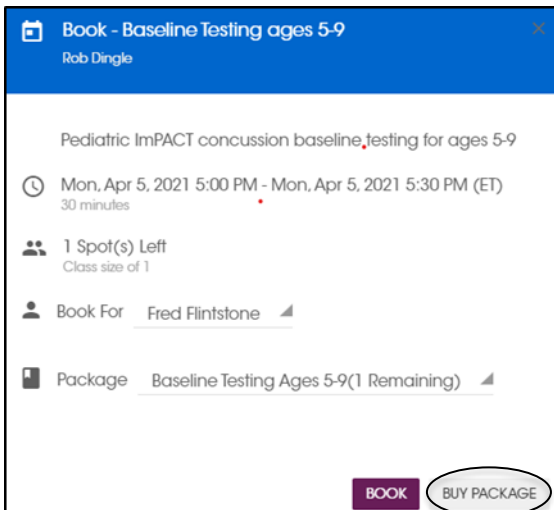 Book - Baseline Testing ages 5-9
Rob Dingle
Pediatric ImPACT concussion baseline testing for ages 5-9
Mon, Apr 5, 2021 5:00 PM - Mon, Apr 5, 2021 5:30 PM (ET)
30 minutes
1 Spot(s) Left
Class size of 1
Book For Fred Flintstone
Package Baseline Testing Ages 5-9(1 Remaining)
BOOK BUY PACKAGE